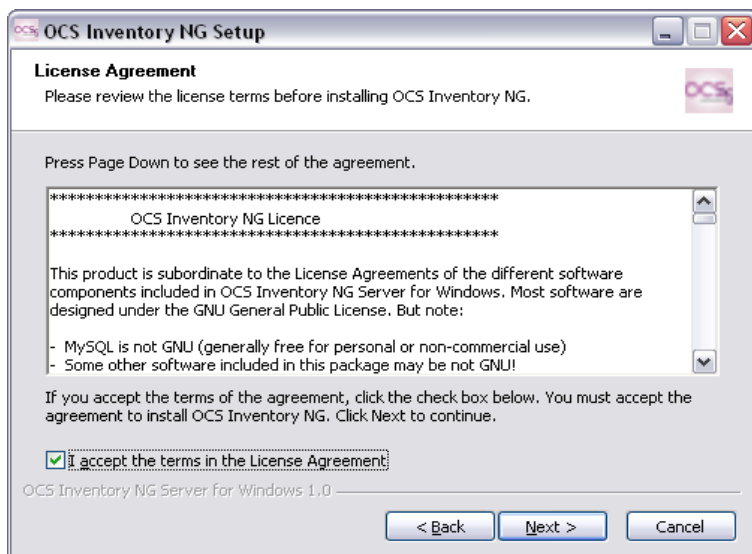 OCS Inventory NG Setup
License Agreement
Please review the license terms before installing OCS Inventory NG.
Press Page Down to see the rest of the agreement.
**************************************************
OCS Inventory NG Licence
**************************************************
This product is subordinate to the License Agreements of the different software
components included in OCS Inventory NG Server for Windows. Most software are
designed under the GNU General Public License. But note:
- MySQL is not GNU (generally free for personal or non-commercial use)
- Some other software included in this package may be not GNU!
If you accept the terms of the agreement, click the check box below. You must accept the
agreement to install OCS Inventory NG. Click Next to continue.
I accept the terms in the License Agreement
OCS Inventory NG Server for Windows 1.0
< Back
Next >
Cancel